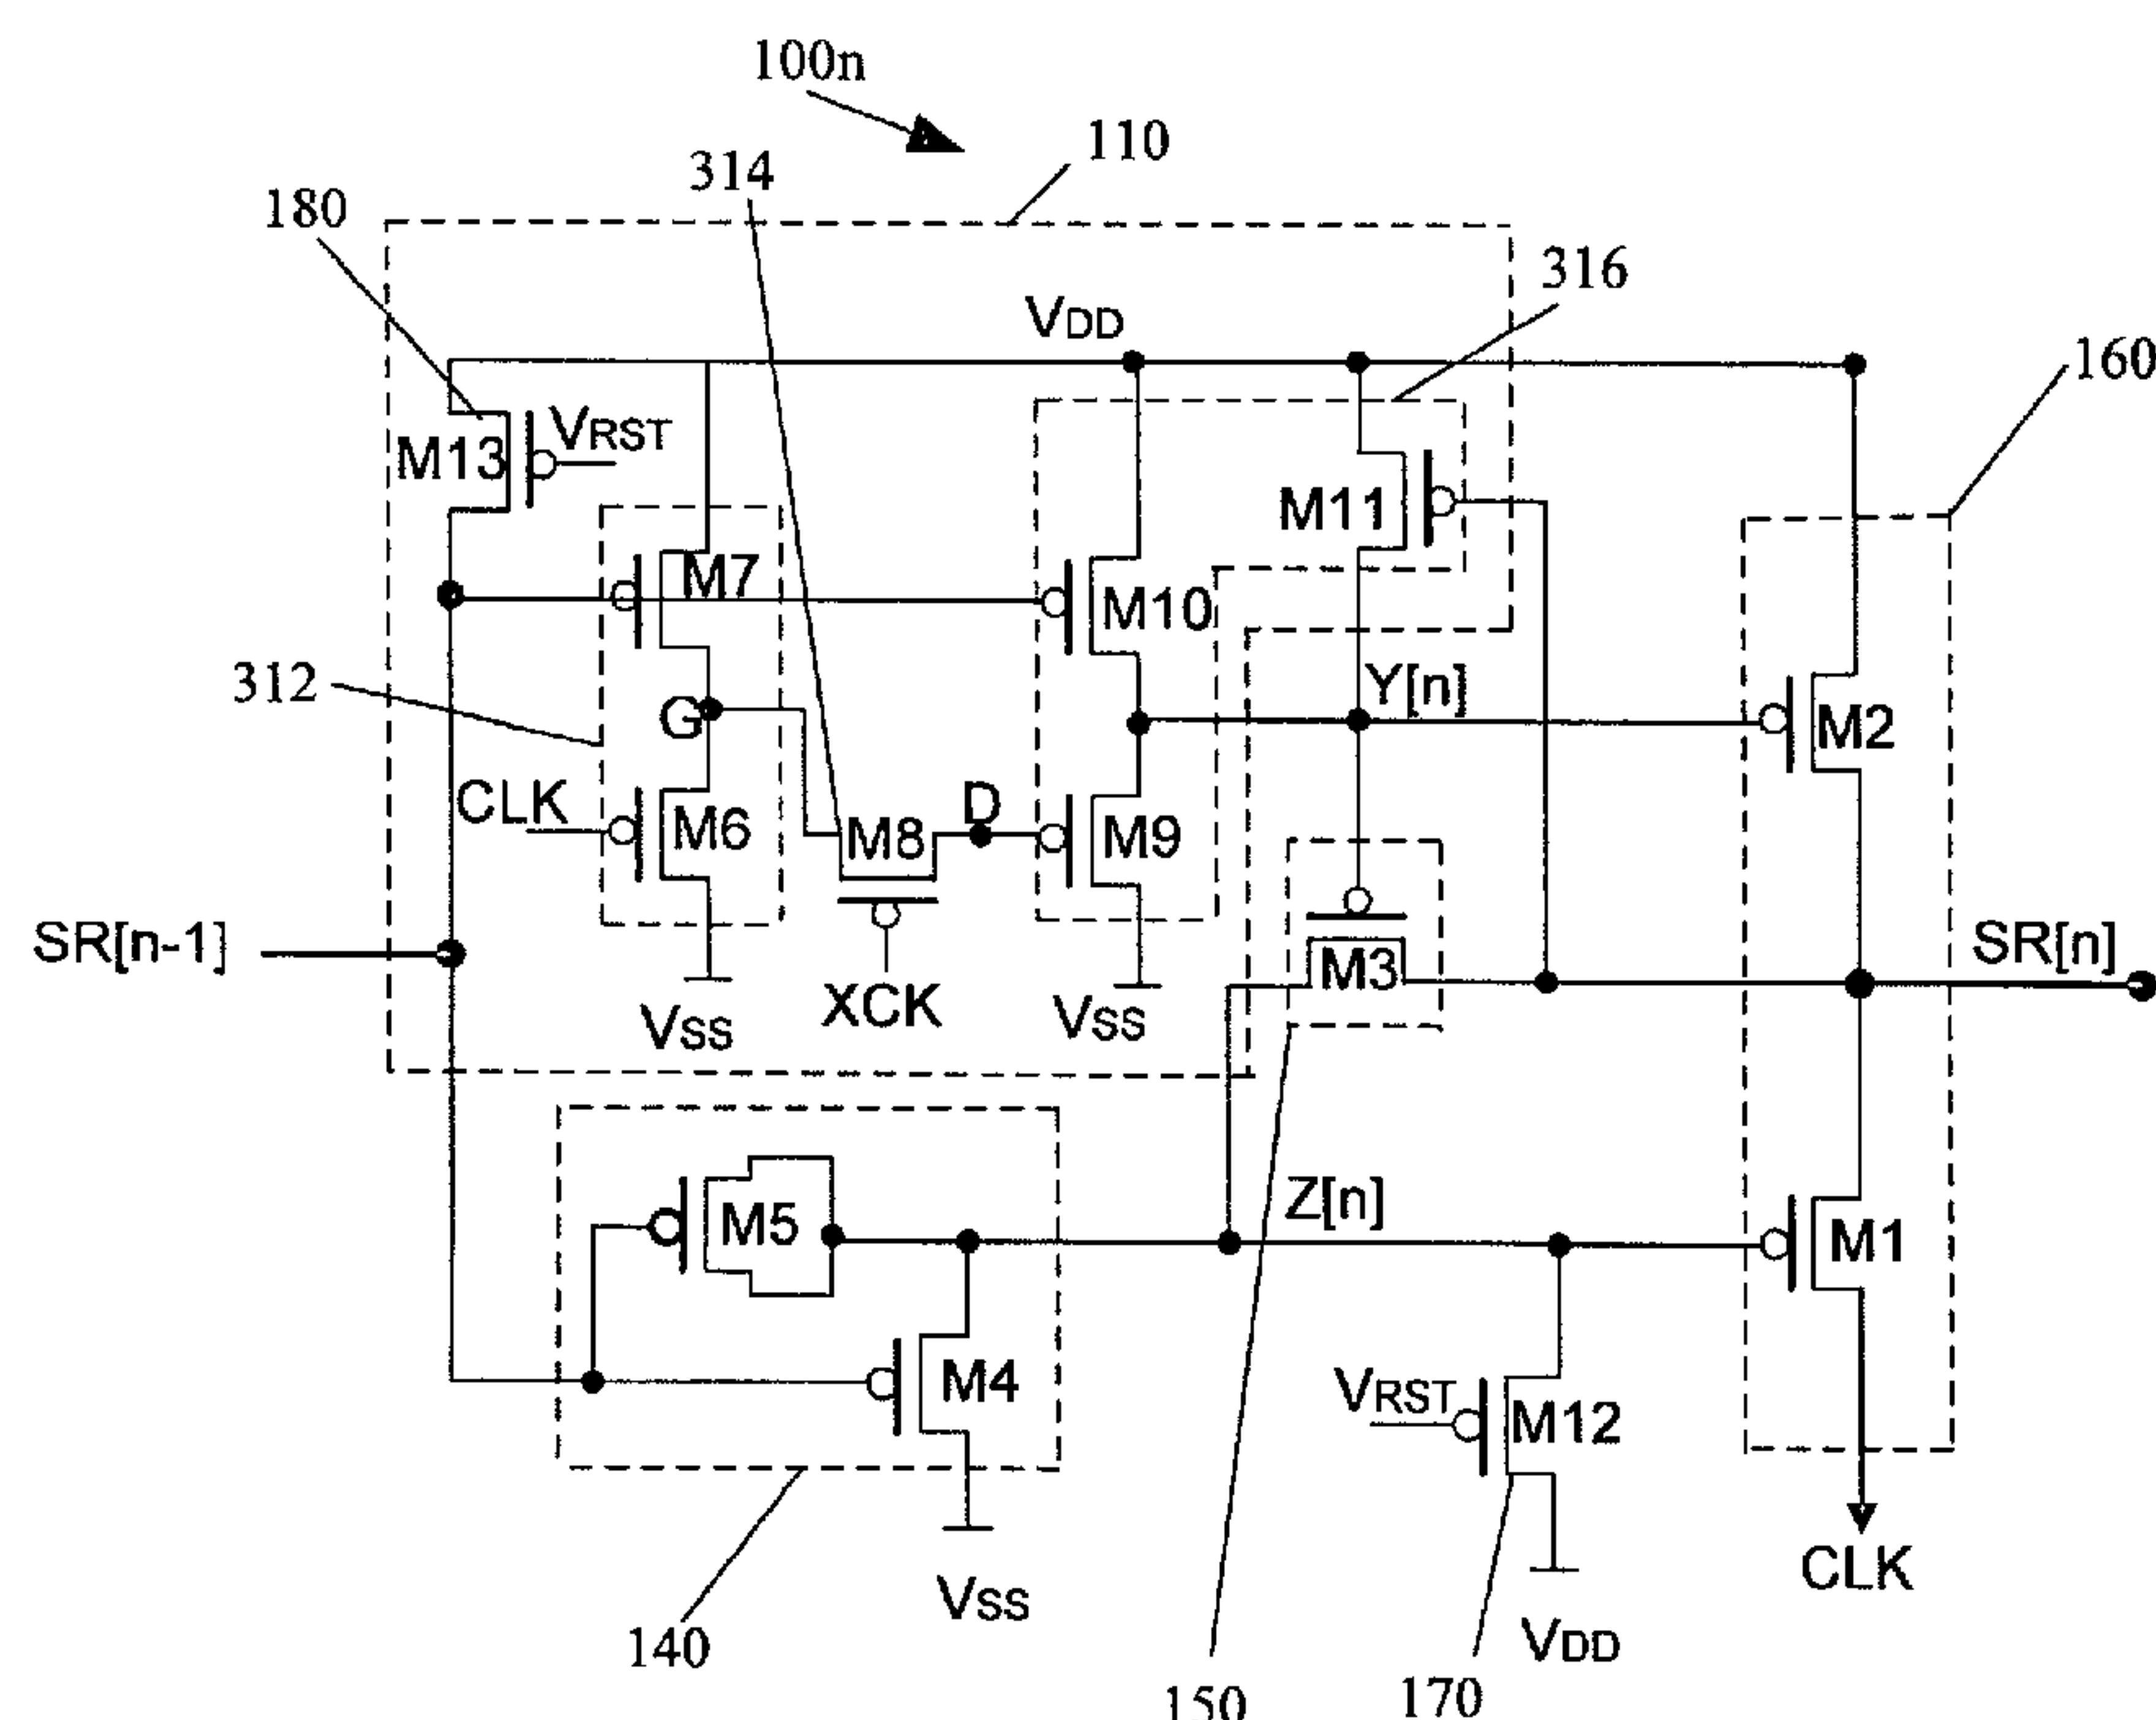 100n
110
314
180
316
VDD
160
VRST
M13
M11
M7
M10
312
Y[n]
G
M2
CLK
D
M6
M8
M9
SR[n-1]
M3
SR[n]
XCK
VSS
VSS
Z[n]
M5
M1
M4
VRST
M12
CLK
VSS
VDD
140
150
170